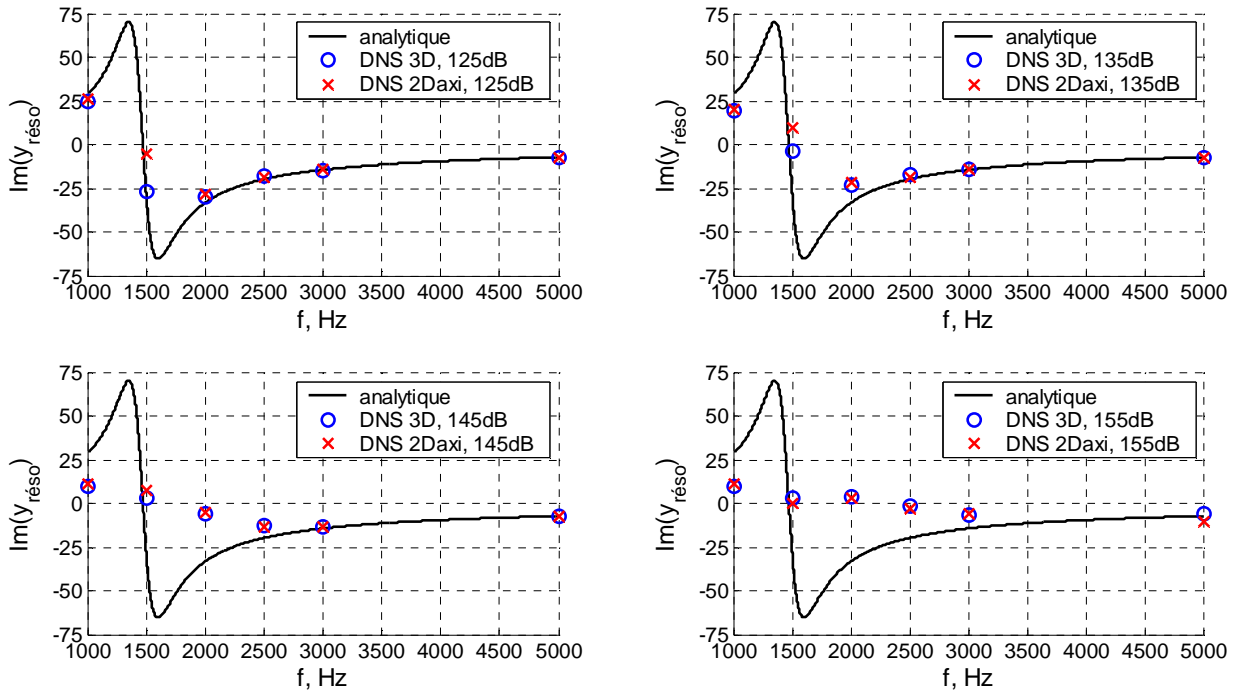 75
50
25
0
-25
-50
-75
Im(y_réso)
analytique
DNS 3D, 125dB
DNS 2Daxi, 125dB
1000 1500 2000 2500 3000 3500 4000 4500 5000
f, Hz
75
50
25
0
-25
-50
-75
Im(y_réso)
analytique
DNS 3D, 135dB
DNS 2Daxi, 135dB
1000 1500 2000 2500 3000 3500 4000 4500 5000
f, Hz
75
50
25
0
-25
-50
-75
Im(y_réso)
analytique
DNS 3D, 145dB
DNS 2Daxi, 145dB
1000 1500 2000 2500 3000 3500 4000 4500 5000
f, Hz
75
50
25
0
-25
-50
-75
Im(y_réso)
analytique
DNS 3D, 155dB
DNS 2Daxi, 155dB
1000 1500 2000 2500 3000 3500 4000 4500 5000
f, Hz